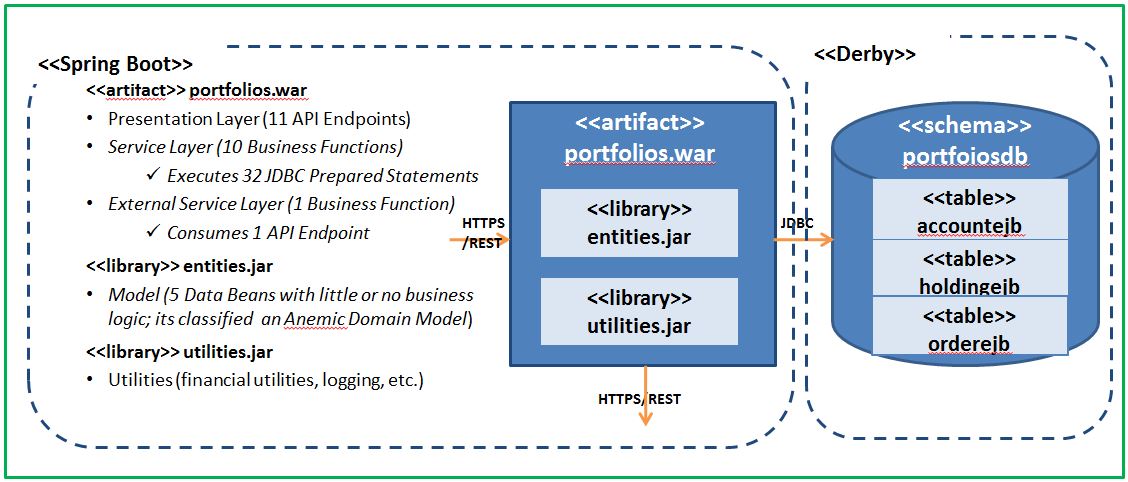 <<Spring Boot>>
<<artifact>> portfolios.war
• Presentation Layer (11 API Endpoints)
• Service Layer (10 Business Functions)
✓ Executes 32 JDBC Prepared Statements
• External Service Layer (1 Business Function)
✓ Consumes 1 API Endpoint
<<library>> entities.jar
• Model (5 Data Beans with little or no business
logic; its classified an Anemic Domain Model)
<<library>> utilities.jar
• Utilities (financial utilities, logging, etc.)
HTTPS
/REST
<<artifact>>
portfolios.war
<<library>>
entities.jar
<<library>>
utilities.jar
HTTPS/REST
JDBC
<<Derby>>
<<schema>>
portfoiosdb
<<table>>
accountejb
<<table>>
holdingejb
<<table>>
orderejb